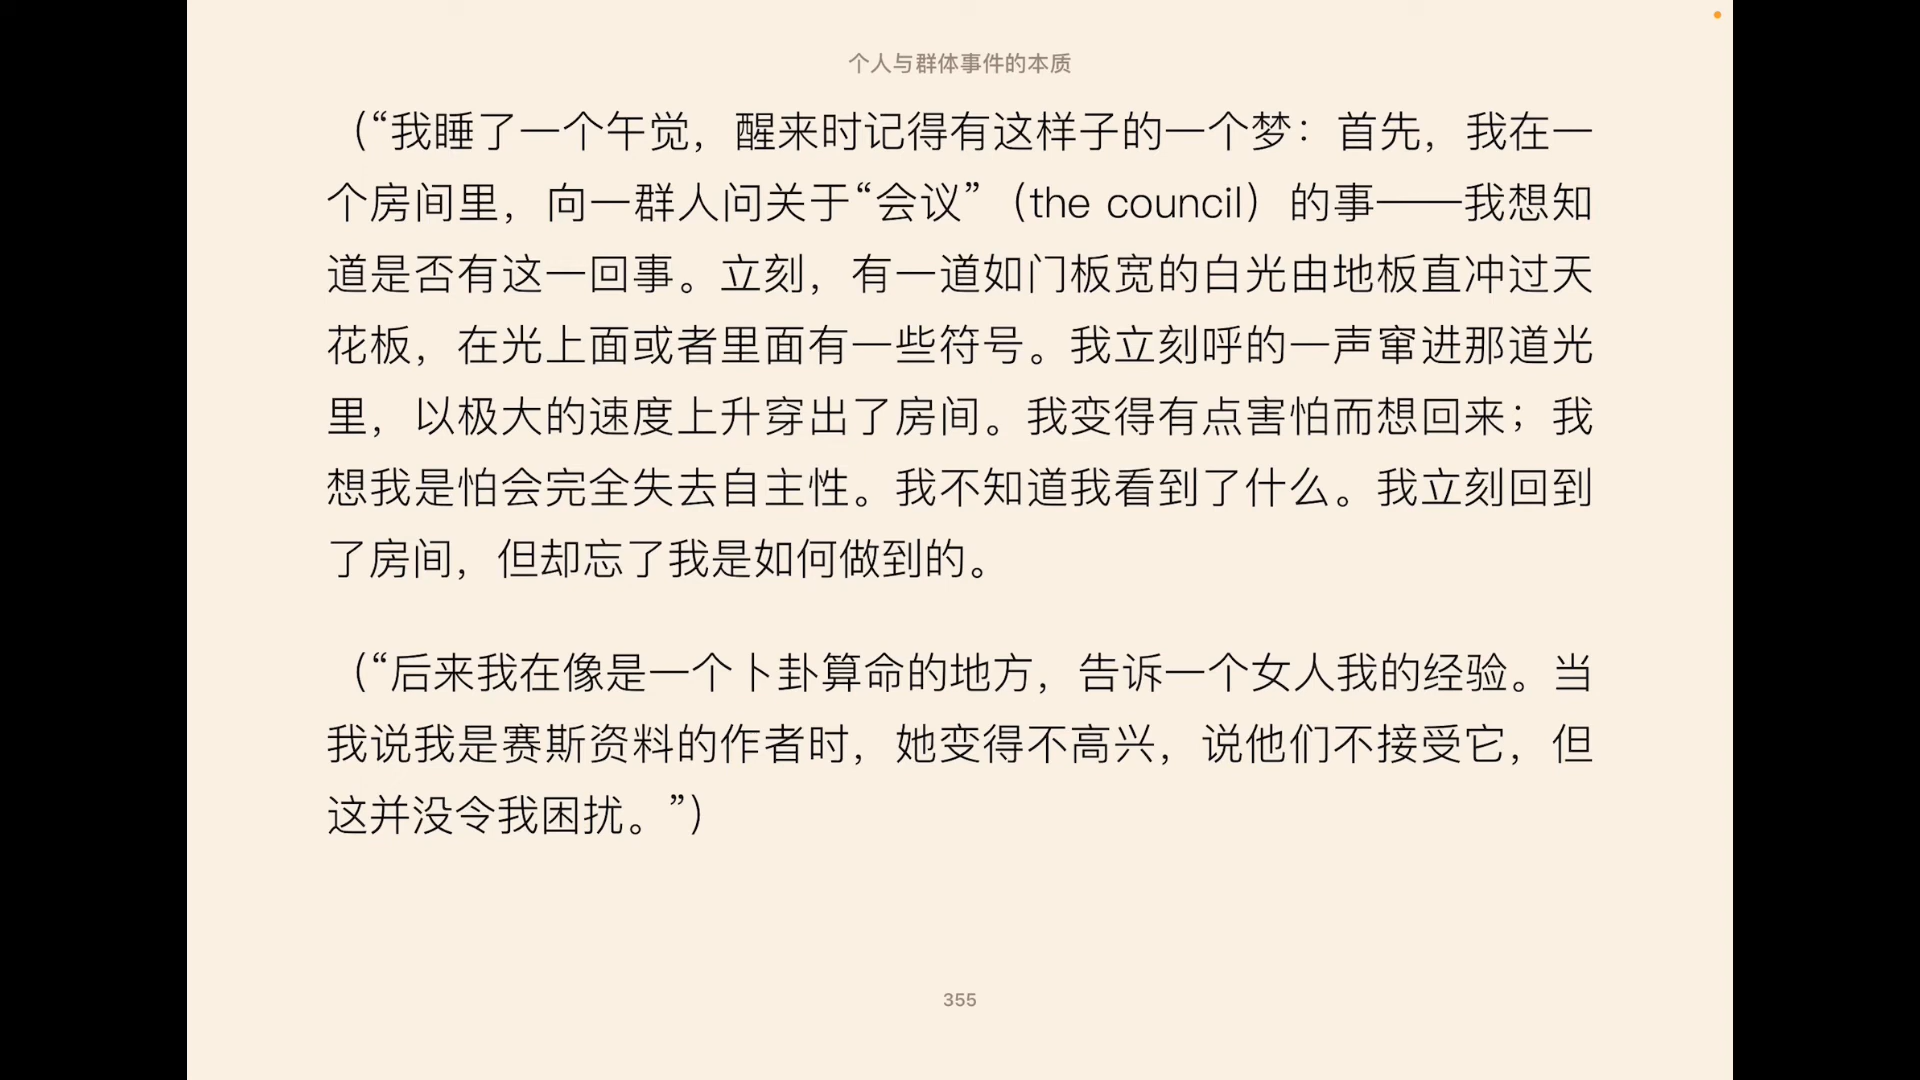 个人与群体事件的本质
（“我睡了一个午觉，醒来时记得有这样子的一个梦：首先，我在一
个房间里，向一群人问关于“会议”（the council）的事——我想知
道是否有这一回事。立刻，有一道如门板宽的白光由地板直冲过天
花板，在光上面或者里面有一些符号。我立刻呼的一声窜进那道光
里，以极大的速度上升穿出了房间。我变得有点害怕而想回来；我
想我是怕会完全失去自主性。我不知道我看到了什么。我立刻回到
了房间，但却忘了我是如何做到的。
（“后来我在像是一个卜卦算命的地方，告诉一个女人我的经验。当
我说我是赛斯资料的作者时，她变得不高兴，说他们不接受它，但
这并没令我困扰。”）
355